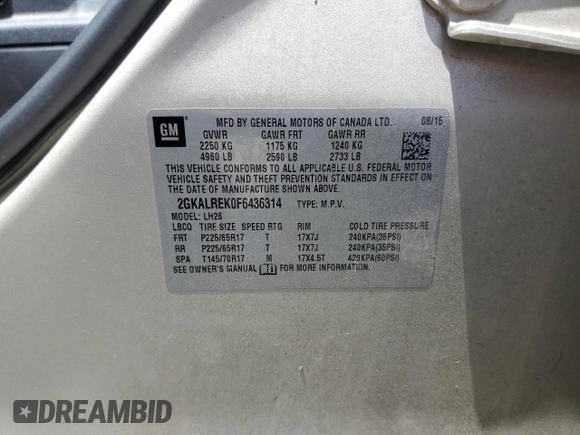 GM
MFD BY GENERAL MOTORS OF CANADA LTD. 08/15
GVWR GAWR FRT GAWR RR
2250 KG 1175 KG 1240 KG
4960 LB 2590 LB 2733 LB
THIS VEHICLE CONFORMS TO ALL APPLICABLE U.S. FEDERAL MOTOR
VEHICLE SAFETY AND THEFT PREVENTION STANDARDS IN EFFECT ON THE
DATE OF MANUFACTURE SHOWN ABOVE.
2GKALREK0F6436314 TYPE: M.P.V.
MODEL: LH26
LBCQ TIRE SIZE SPEED RTG RIM COLD TIRE PRESSURE
FRT P225/65R17 T 17X7J 240KPA(35PSI)
RR P225/65R17 T 17X7J 240KPA(35PSI)
SPA T145/70R17 M 17X4.5T 420KPA(60PSI)
SEE OWNER'S MANUAL FOR MORE INFORMATION.
DREAMBID